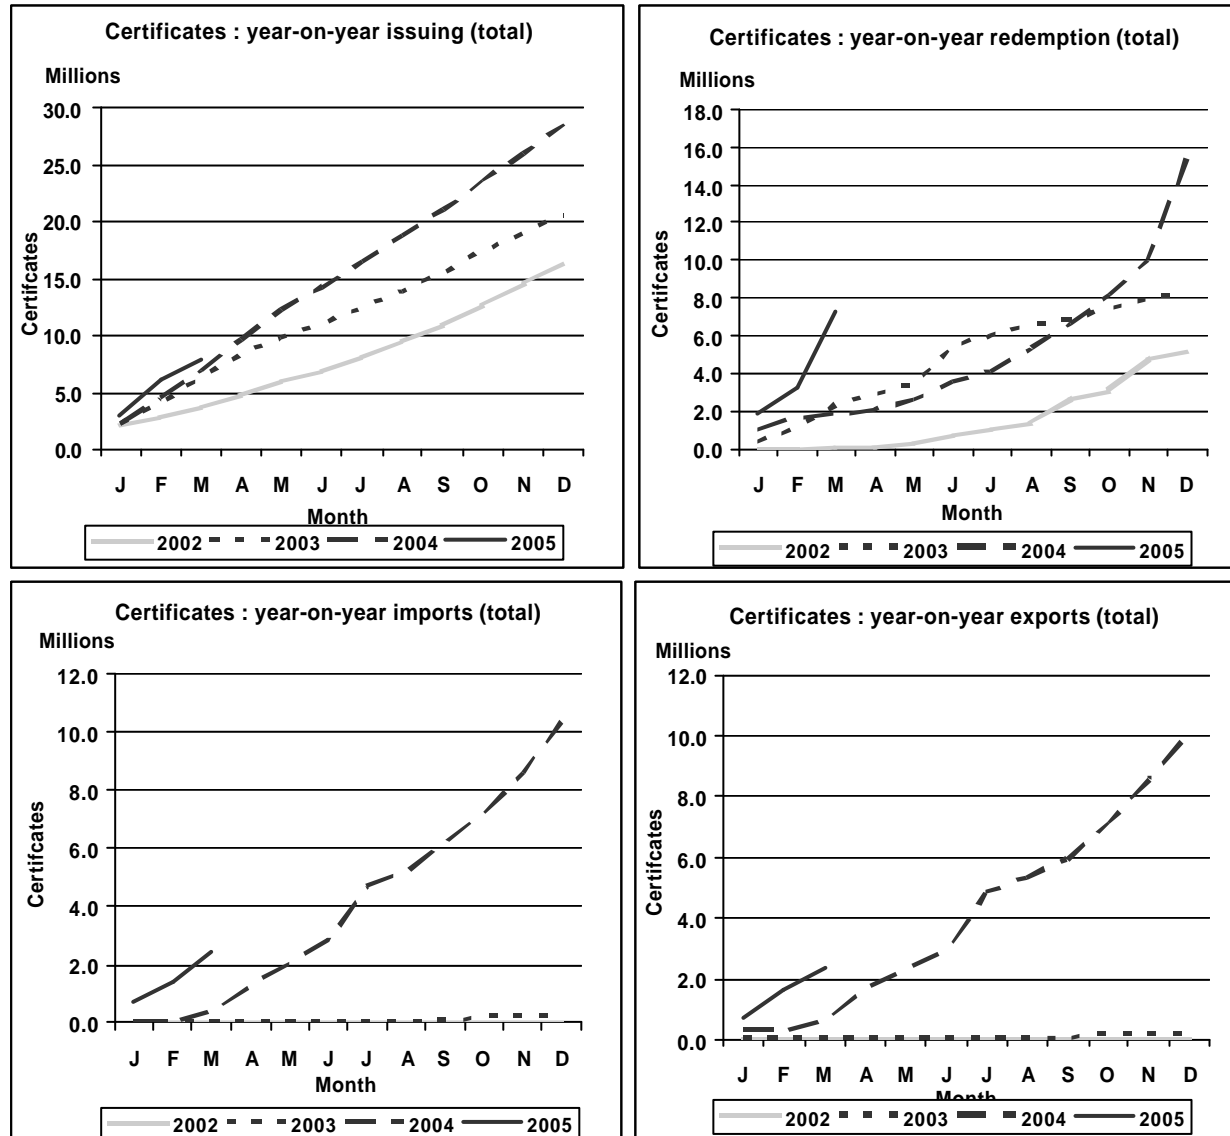 Certificates : year-on-year issuing (total)
Millions
30.0
25.0
20.0
15.0
10.0
5.0
0.0
Certifcates
J F M A M J J A S O N D
Month
2002 2003 2004 2005
Certificates : year-on-year redemption (total)
Millions
18.0
16.0
14.0
12.0
10.0
8.0
6.0
4.0
2.0
0.0
Certifcates
J F M A M J J A S O N D
Month
2002 2003 2004 2005
Certificates : year-on-year imports (total)
Millions
12.0
10.0
8.0
6.0
4.0
2.0
0.0
Certifcates
J F M A M J J A S O N D
Month
2002 2003 2004 2005
Certificates : year-on-year exports (total)
Millions
12.0
10.0
8.0
6.0
4.0
2.0
0.0
Certifcates
J F M A M J J A S O N D
Month
2002 2003 2004 2005